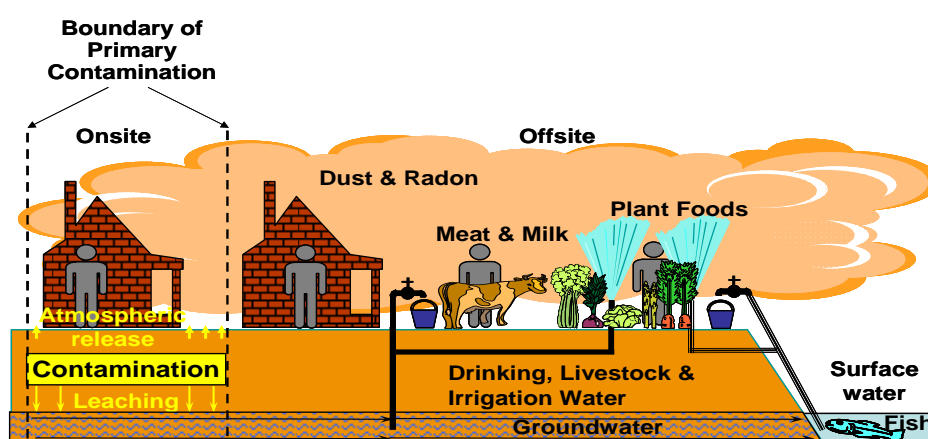 Boundary of
Primary
Contamination
Onsite
Offsite
Dust & Radon
Plant Foods
Meat & Milk
Atmospheric
release
Contamination
Leaching
Drinking, Livestock &
Irrigation Water
Surface
water
Groundwater
Fish